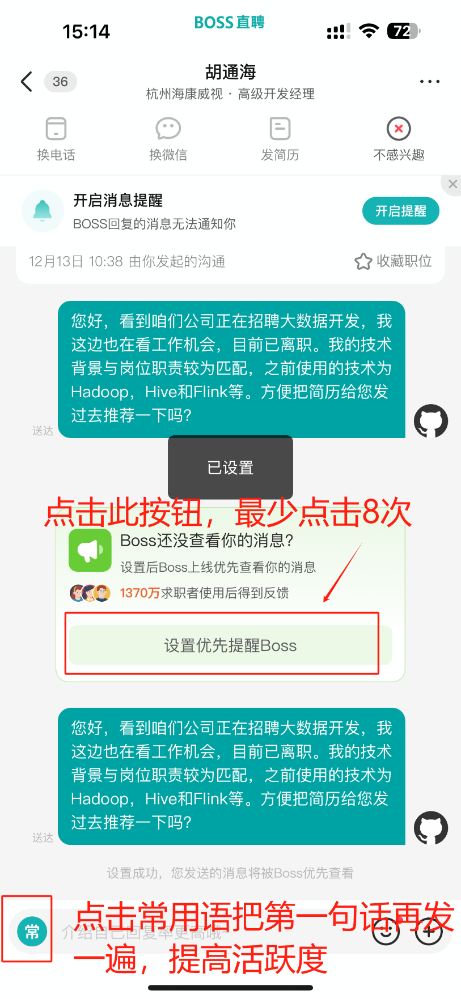 15:14
BOSS直聘
72
36
胡通海
杭州海康威视 · 高级开发经理
换电话
换微信
发简历
不感兴趣
开启消息提醒
BOSS回复的消息无法通知你
开启提醒
12月13日 10:38 由你发起的沟通
收藏职位
您好，看到咱们公司正在招聘大数据开发，我
这边也在看工作机会，目前已离职。我的技术
背景与岗位职责较为匹配，之前使用的技术为
Hadoop，Hive和Flink等。方便把简历给您发
过去推荐一下吗？
送达
已设置
点击此按钮，最少点击8次
Boss还没查看你的消息？
设置后Boss上线优先查看你的消息
1370万求职者使用后得到反馈
设置优先提醒Boss
您好，看到咱们公司正在招聘大数据开发，我
这边也在看工作机会，目前已离职。我的技术
背景与岗位职责较为匹配，之前使用的技术为
Hadoop，Hive和Flink等。方便把简历给您发
过去推荐一下吗？
送达
设置成功，您发送的消息将被Boss优先查看
点击常用语把第一句话再发
常
介绍自己回复率更高哦~
一遍，提高活跃度